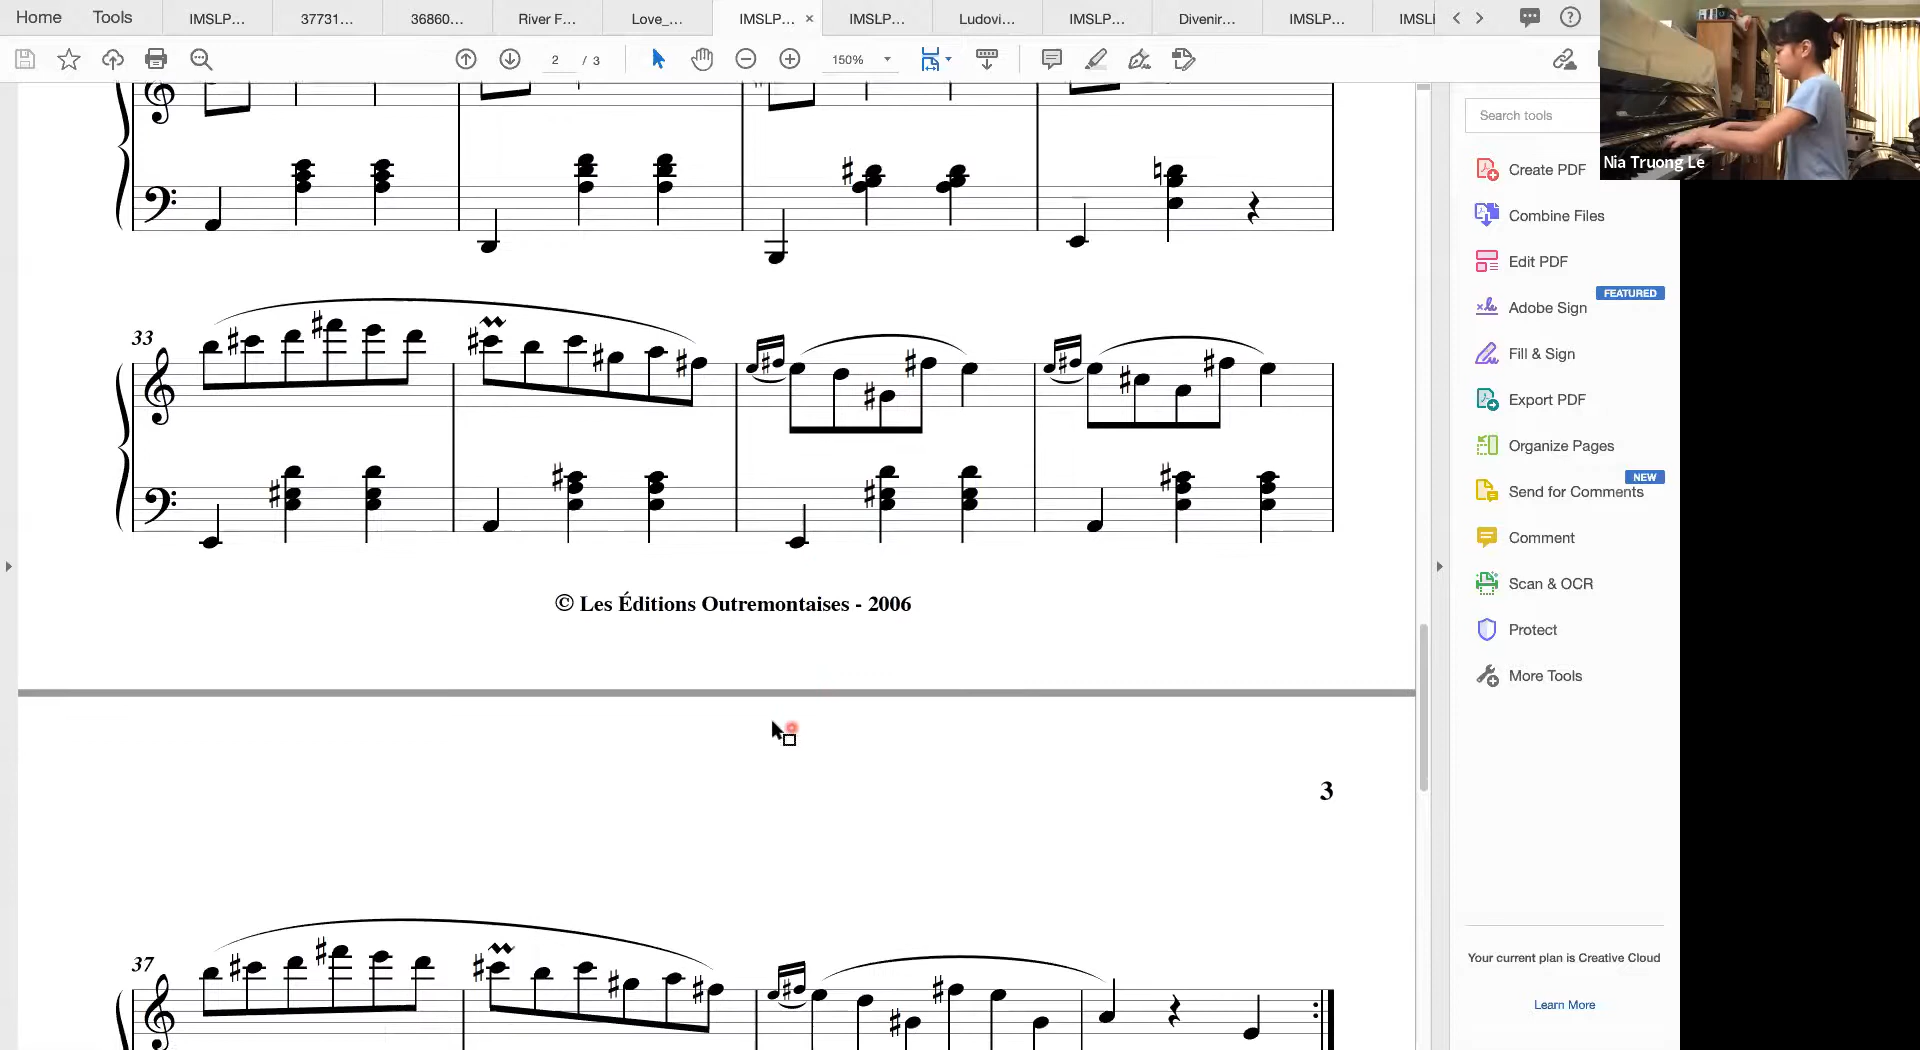 Home Tools IMSLP... 37731... 36860... River F... Love_... IMSLP... × IMSLP... Ludovi... IMSLP... Divenir... IMSLP... IMSLI
2 / 3 150%
Search tools
Nia Truong Le
Create PDF
Combine Files
Edit PDF
FEATURED
Adobe Sign
Fill & Sign
Export PDF
Organize Pages
NEW
Send for Comments
Comment
Scan & OCR
Protect
More Tools
Your current plan is Creative Cloud
Learn More
33
© Les Éditions Outremontaises - 2006
3
37